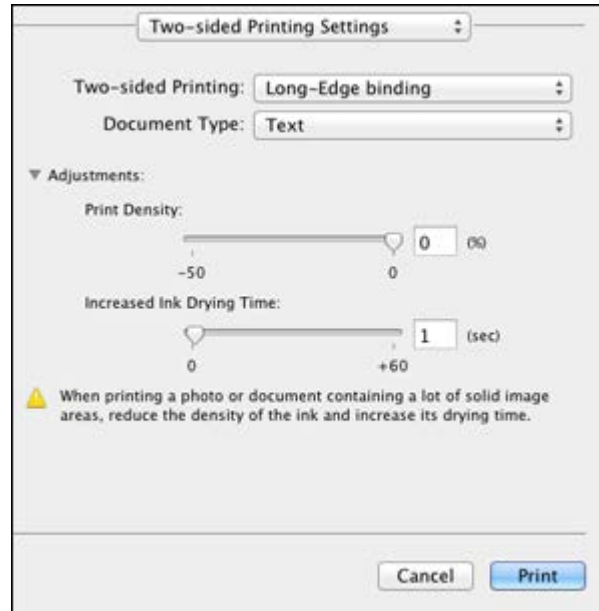 Two-sided Printing Settings
Two-sided Printing: Long-Edge binding
Document Type: Text
Adjustments:
Print Density:
0 (%)
-50 0
Increased Ink Drying Time:
1 (sec)
0 +60
When printing a photo or document containing a lot of solid image
areas, reduce the density of the ink and increase its drying time.
Cancel Print